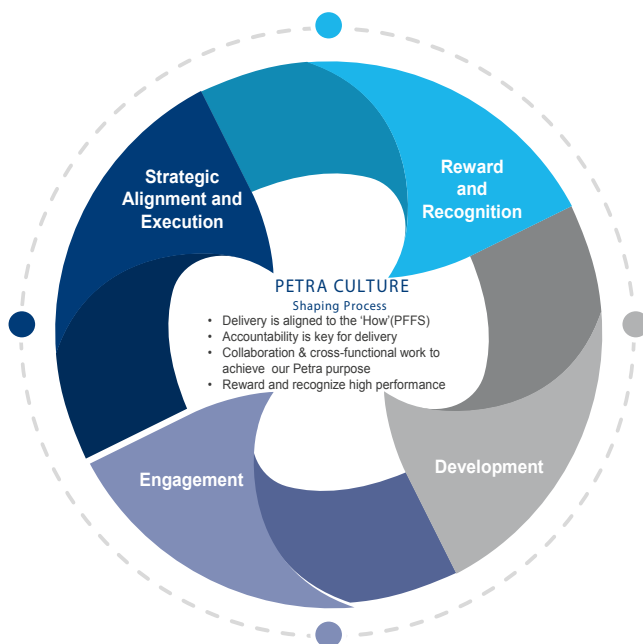 Strategic
Alignment and
Execution
Reward
and
Recognition
PETRA CULTURE
Shaping Process
• Delivery is aligned to the 'How'(PFFS)
• Accountability is key for delivery
• Collaboration & cross-functional work to
achieve our Petra purpose
• Reward and recognize high performance
Engagement
Development